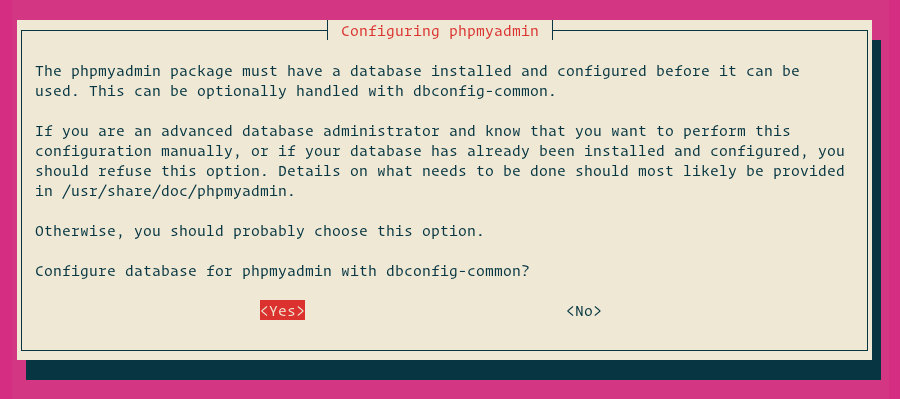 Configuring phpmyadmin
The phpmyadmin package must have a database installed and configured before it can be
used. This can be optionally handled with dbconfig-common.
If you are an advanced database administrator and know that you want to perform this
configuration manually, or if your database has already been installed and configured, you
should refuse this option. Details on what needs to be done should most likely be provided
in /usr/share/doc/phpmyadmin.
Otherwise, you should probably choose this option.
Configure database for phpmyadmin with dbconfig-common?
<Yes> <No>